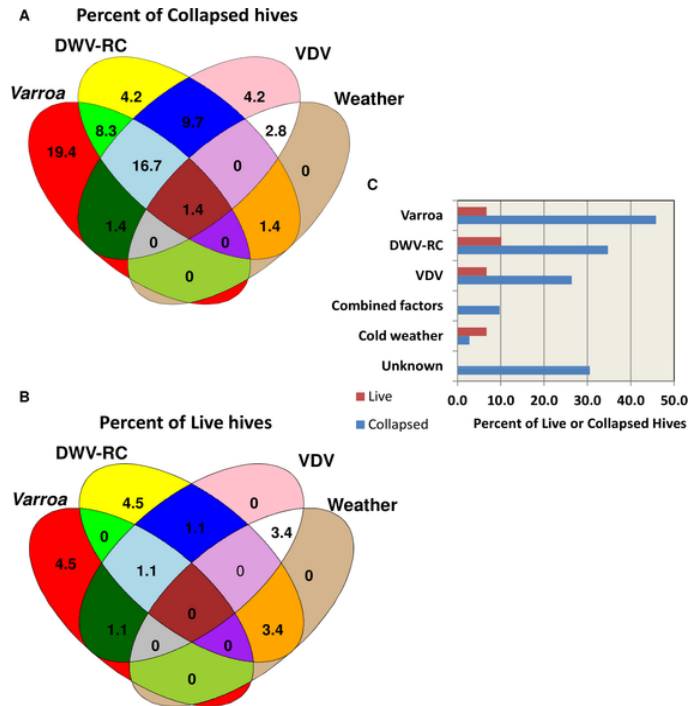 A
Percent of Collapsed hives
DWV-RC
VDV
Varroa
Weather
4.2
4.2
8.3
9.7
2.8
19.4
16.7
0
0
1.4
1.4
1.4
0
0
0
C
Varroa
DWV-RC
VDV
Combined factors
Cold weather
Unknown
0.0 10.0 20.0 30.0 40.0 50.0
Live
Collapsed
Percent of Live or Collapsed Hives
B
Percent of Live hives
DWV-RC
VDV
Varroa
Weather
4.5
0
0
1.1
3.4
4.5
1.1
0
0
0
1.1
3.4
0
0
0